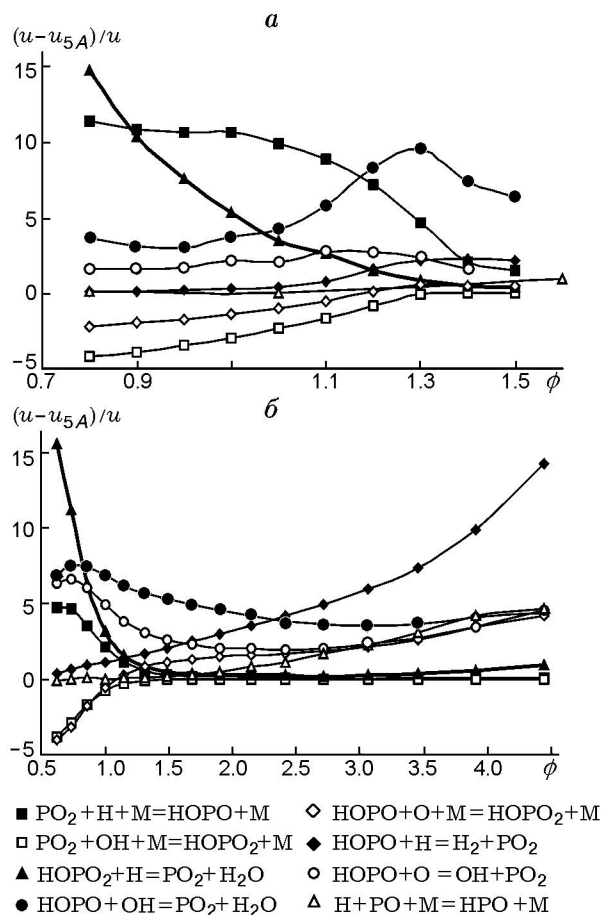 а
(u−u5A)/u
15
10
5
0
−5
0.7 0.9 1.1 1.3 1.5 ϕ
б
(u−u5A)/u
15
10
5
0
−5
0.5 1.0 1.5 2.0 2.5 3.0 3.5 4.0 ϕ
PO2+H+M=HOPO+M
PO2+OH+M=HOPO2+M
HOPO2+H=PO2+H2O
HOPO+OH=PO2+H2O
HOPO+O+M=HOPO2+M
HOPO+H=H2+PO2
HOPO+O=OH+PO2
H+PO+M=HPO+M